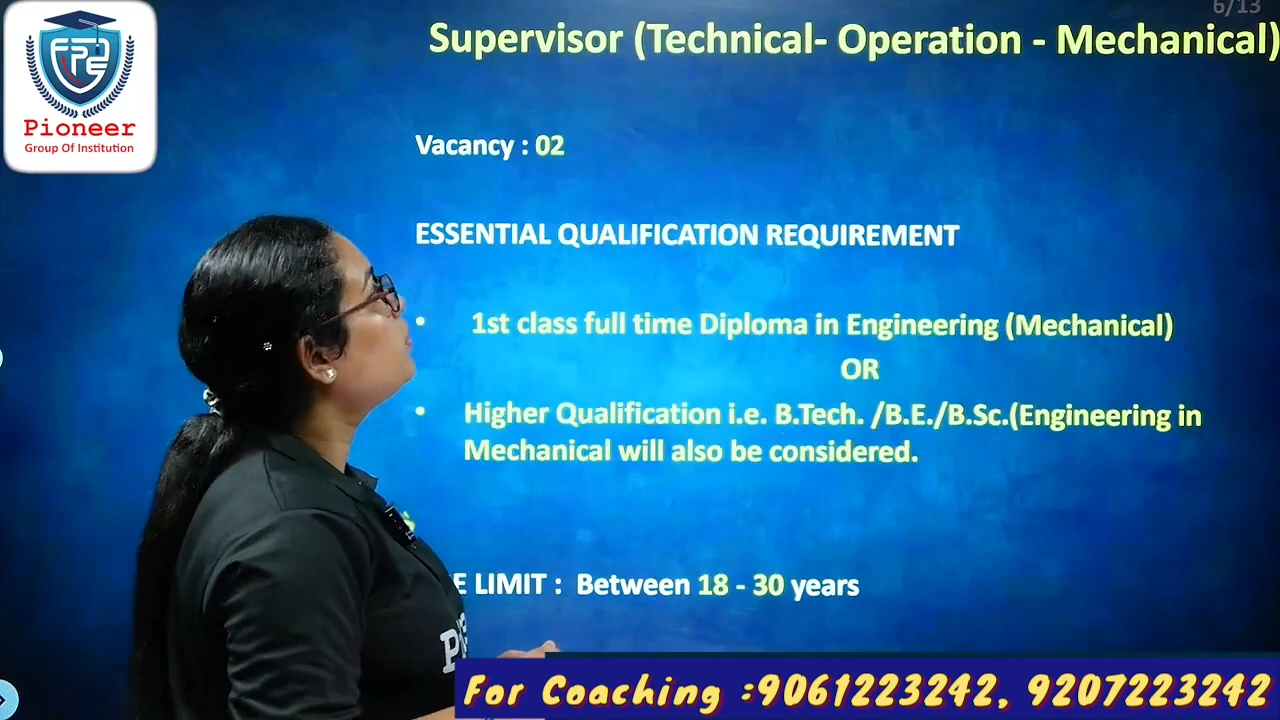 6/13
Supervisor (Technical- Operation - Mechanical)
Pioneer
Group Of Institution
Vacancy : 02
ESSENTIAL QUALIFICATION REQUIREMENT
• 1st class full time Diploma in Engineering (Mechanical)
OR
• Higher Qualification i.e. B.Tech. /B.E./B.Sc.(Engineering in
Mechanical will also be considered.
E LIMIT : Between 18 - 30 years
For Coaching :9061223242, 9207223242